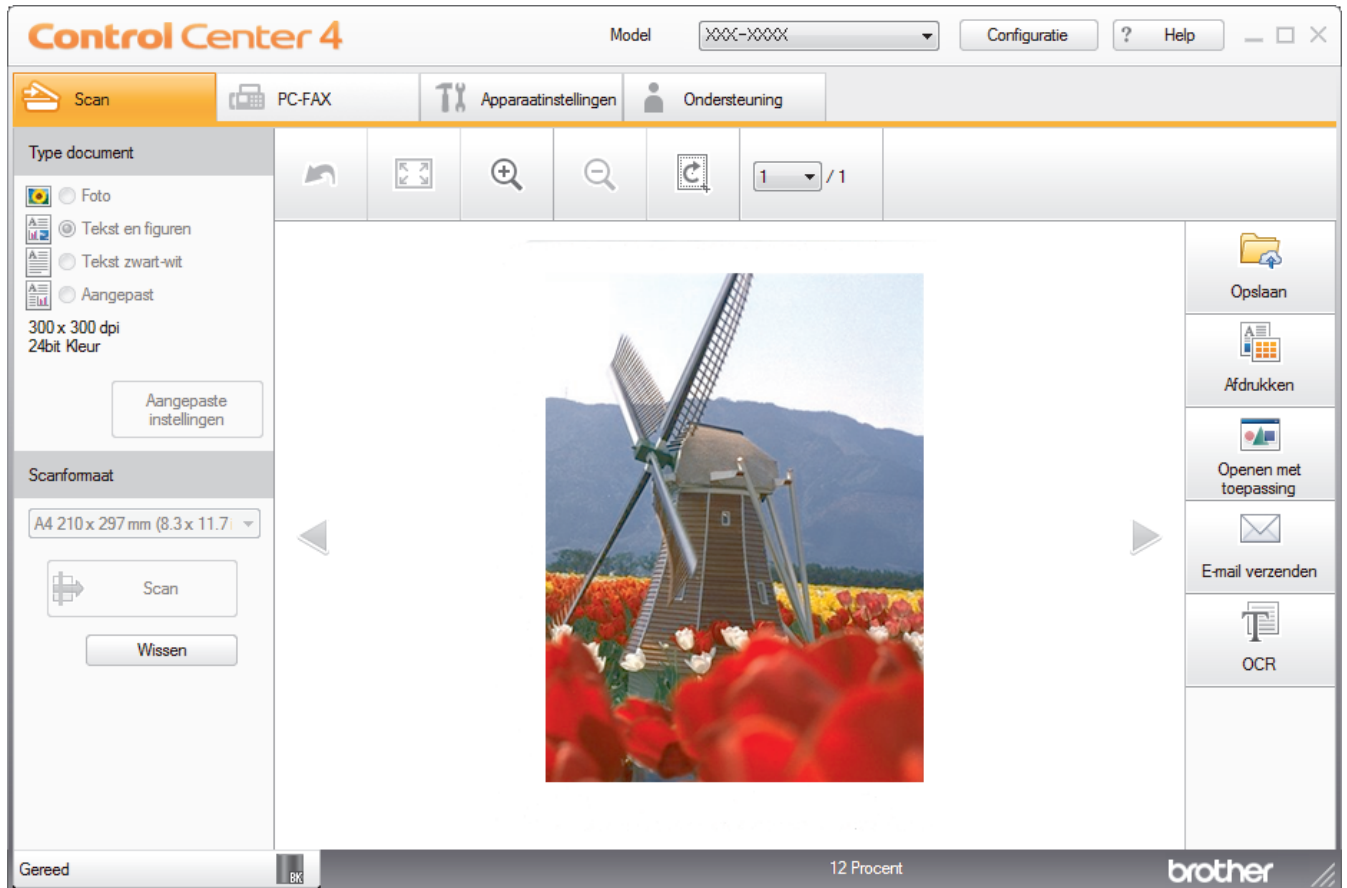 Control Center 4
Model
XXX-XXXX
Configuratie
? Help
Scan
PC-FAX
Apparaatinstellingen
Ondersteuning
Type document
1 / 1
Foto
Tekst en figuren
Tekst zwart-wit
Aangepast
300 x 300 dpi
24bit Kleur
Aangepaste
instellingen
Scanformaat
A4 210 x 297 mm (8.3 x 11.7
Scan
Wissen
Opslaan
Afdrukken
Openen met
toepassing
E-mail verzenden
OCR
Gereed
BK
12 Procent
brother